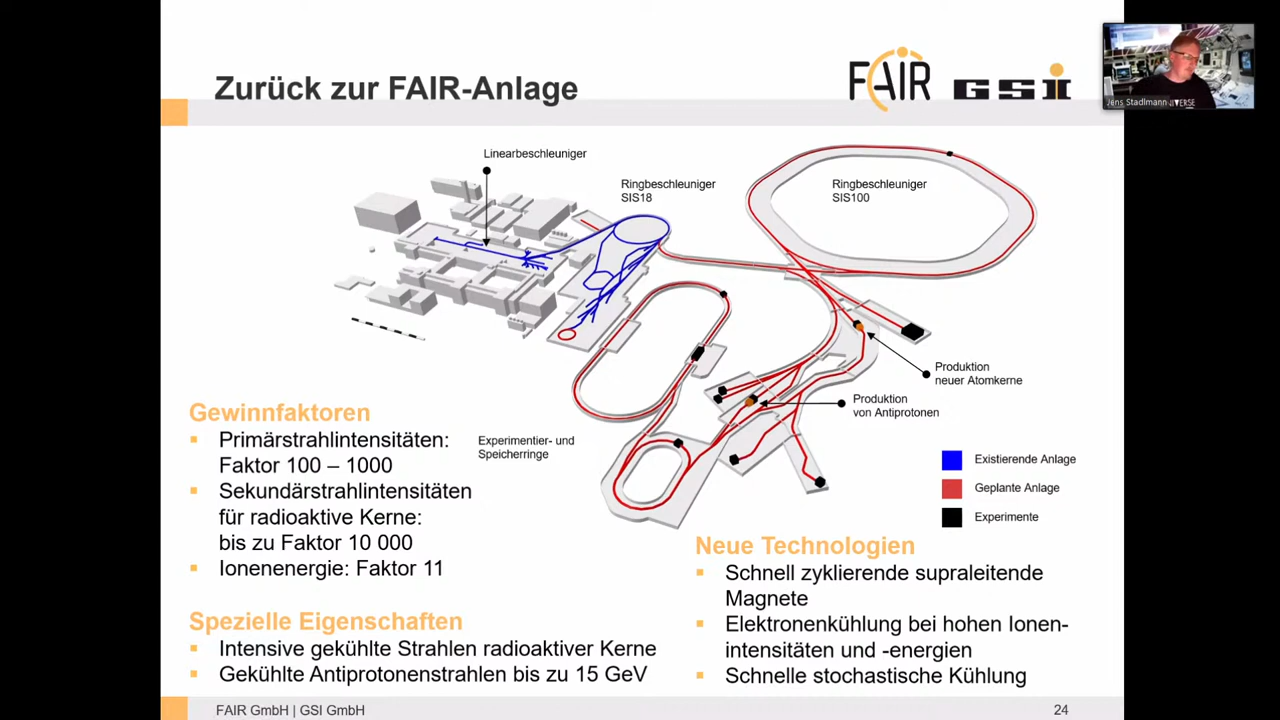 Zurück zur FAIR-Anlage
FAIR
GSI
Jens Stadlmann
VERSE
Linearbeschleuniger
Ringbeschleuniger
SIS18
Ringbeschleuniger
SIS100
Produktion
neuer Atomkerne
Produktion
von Antiprotonen
Experimentier- und
Speicherringe
Existierende Anlage
Geplante Anlage
Experimente
Gewinnfaktoren
Primärstrahlintensitäten:
Faktor 100 – 1000
Sekundärstrahlintensitäten
für radioaktive Kerne:
bis zu Faktor 10 000
Ionenenergie: Faktor 11
Spezielle Eigenschaften
Intensive gekühlte Strahlen radioaktiver Kerne
Gekühlte Antiprotonenstrahlen bis zu 15 GeV
Neue Technologien
Schnell zyklierende supraleitende
Magnete
Elektronenkühlung bei hohen Ionen-
intensitäten und -energien
Schnelle stochastische Kühlung
FAIR GmbH | GSI GmbH
24